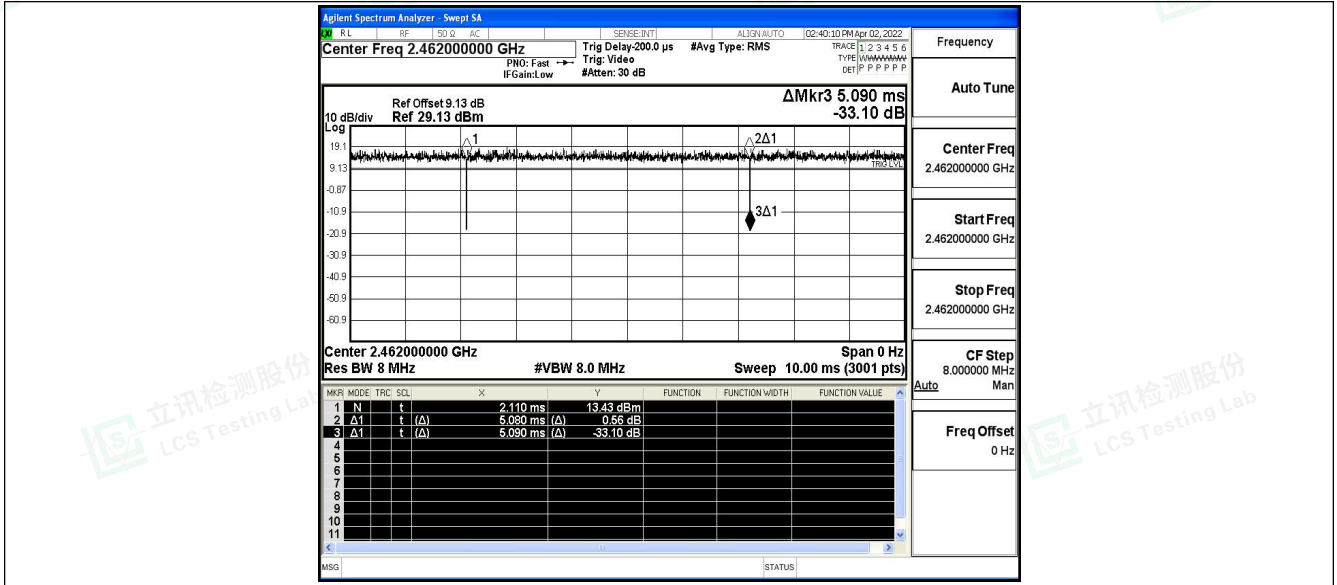 Agilent Spectrum Analyzer - Swept SA
LXI RL RF 50 Ω AC SENSE:INT ALIGNAUTO 02:40:10 PM Apr 02, 2022
Center Freq 2.462000000 GHz Trig Delay-200.0 µs #Avg Type: RMS TRACE 1 2 3 4 5 6
PNO: Fast Trig: Video TYPE WWWWWW
IFGain:Low #Atten: 30 dB DET P P P P P P
ΔMkr3 5.090 ms
-33.10 dB
Ref Offset 9.13 dB
10 dB/div Ref 29.13 dBm
Log
19.1
9.13
-0.87
-10.9
-20.9
-30.9
-40.9
-50.9
-60.9
1
2Δ1
TRIG LVL
3Δ1
Center 2.462000000 GHz Span 0 Hz
Res BW 8 MHz #VBW 8.0 MHz Sweep 10.00 ms (3001 pts)
MKR MODE TRC SCL X Y FUNCTION FUNCTION WIDTH FUNCTION VALUE
1 N t 2.110 ms 13.43 dBm
2 Δ1 t (Δ) 5.080 ms (Δ) 0.56 dB
3 Δ1 t (Δ) 5.090 ms (Δ) -33.10 dB
4
5
6
7
8
9
10
11
MSG STATUS
Frequency
Auto Tune
Center Freq
2.462000000 GHz
Start Freq
2.462000000 GHz
Stop Freq
2.462000000 GHz
CF Step
8.000000 MHz
Auto Man
Freq Offset
0 Hz
立讯检测股份
LCS Testing Lab
立讯检测股份
LCS Testing Lab